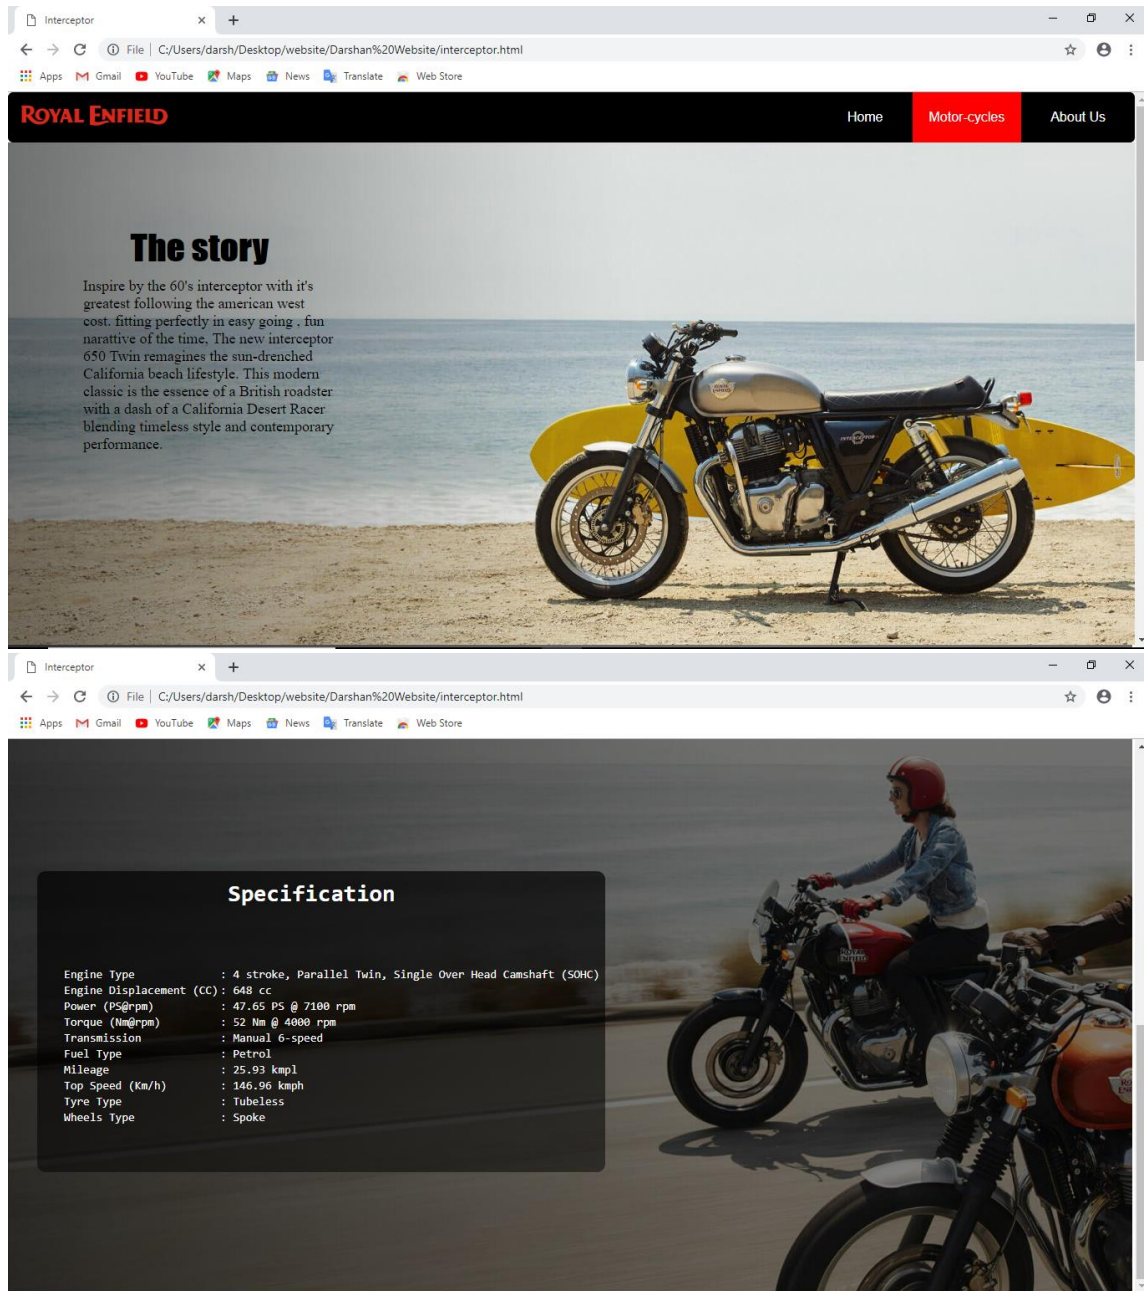 Interceptor
File | C:/Users/darsh/Desktop/website/Darshan%20Website/interceptor.html
Apps Gmail YouTube Maps News Translate Web Store
ROYAL ENFIELD Home Motor-cycles About Us
The story
Inspire by the 60's interceptor with it's
greatest following the american west
cost. fitting perfectly in easy going , fun
narattive of the time, The new interceptor
650 Twin remagines the sun-drenched
California beach lifestyle. This modern
classic is the essence of a British roadster
with a dash of a California Desert Racer
blending timeless style and contemporary
performance.
ROYAL ENFIELD
INTERCEPTOR
Interceptor
File | C:/Users/darsh/Desktop/website/Darshan%20Website/interceptor.html
Apps Gmail YouTube Maps News Translate Web Store
Specification
ROYAL ENFIELD
Engine Type : 4 stroke, Parallel Twin, Single Over Head Camshaft (SOHC)
Engine Displacement (CC): 648 cc
Power (PS@rpm) : 47.65 PS @ 7100 rpm
Torque (Nm@rpm) : 52 Nm @ 4000 rpm
Transmission : Manual 6-speed
Fuel Type : Petrol
Mileage : 25.93 kmpl
Top Speed (Km/h) : 146.96 kmph
Tyre Type : Tubeless
Wheels Type : Spoke